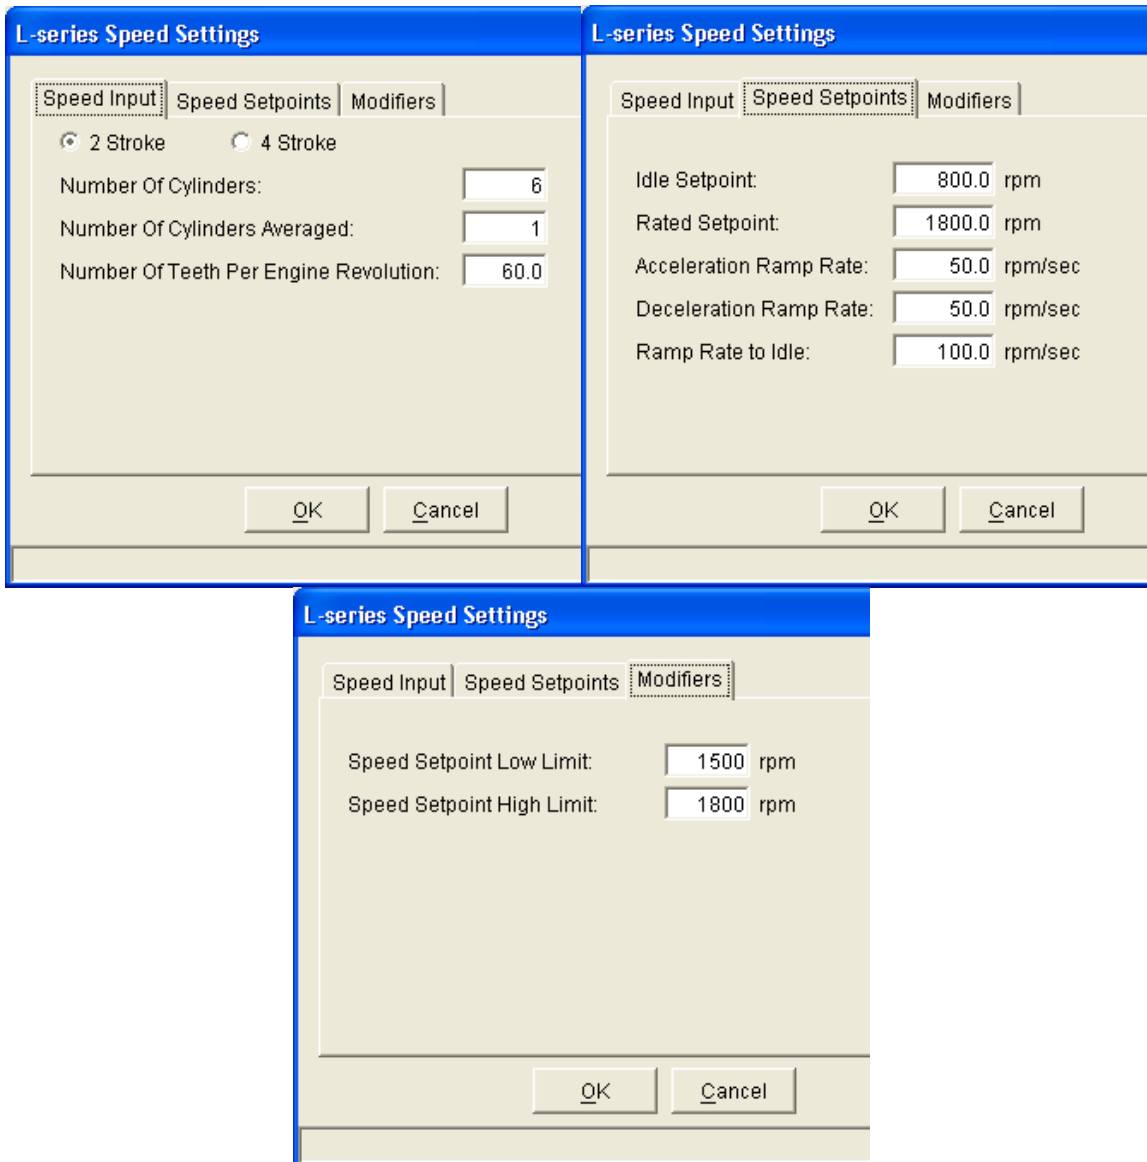 L-series Speed Settings
Speed Input Speed Setpoints Modifiers
2 Stroke 4 Stroke
Number Of Cylinders: 6
Number Of Cylinders Averaged: 1
Number Of Teeth Per Engine Revolution: 60.0
OK Cancel
L-series Speed Settings
Speed Input Speed Setpoints Modifiers
Idle Setpoint: 800.0 rpm
Rated Setpoint: 1800.0 rpm
Acceleration Ramp Rate: 50.0 rpm/sec
Deceleration Ramp Rate: 50.0 rpm/sec
Ramp Rate to Idle: 100.0 rpm/sec
OK Cancel
L-series Speed Settings
Speed Input Speed Setpoints Modifiers
Speed Setpoint Low Limit: 1500 rpm
Speed Setpoint High Limit: 1800 rpm
OK Cancel